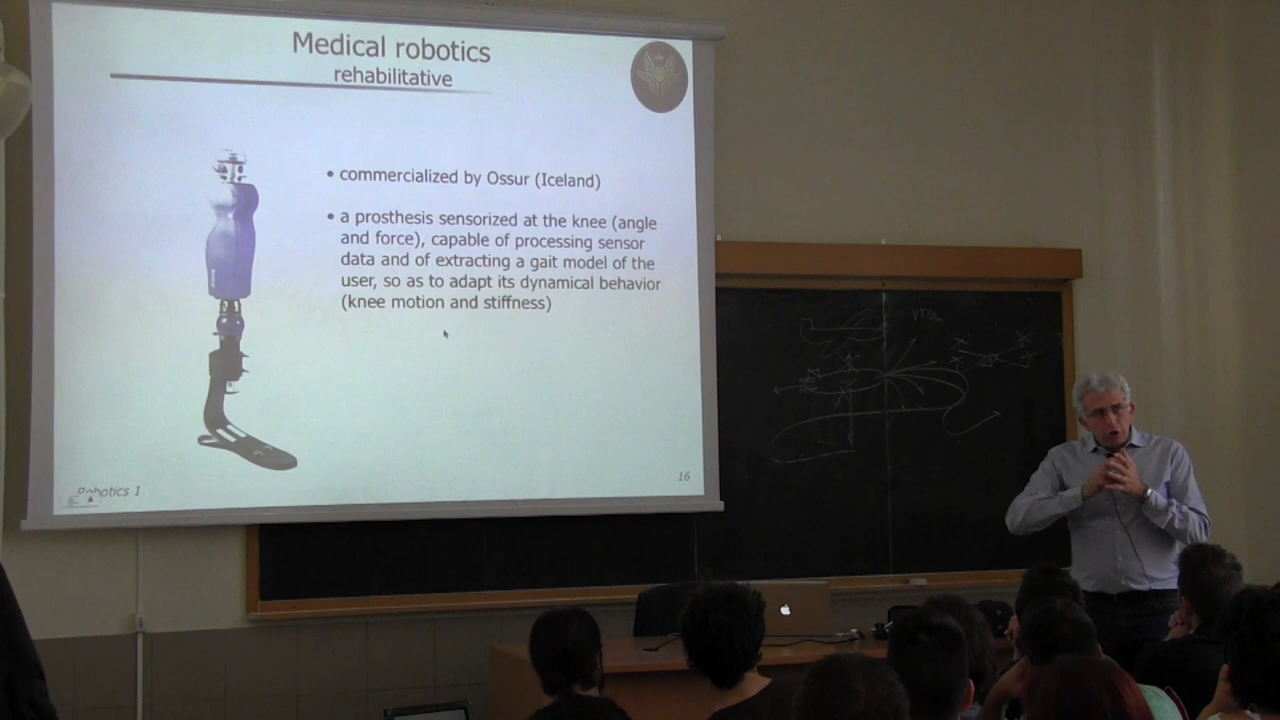 Medical robotics
rehabilitative
• commercialized by Ossur (Iceland)
• a prosthesis sensorized at the knee (angle
and force), capable of processing sensor
data and of extracting a gait model of the
user, so as to adapt its dynamical behavior
(knee motion and stiffness)
Robotics 1
16